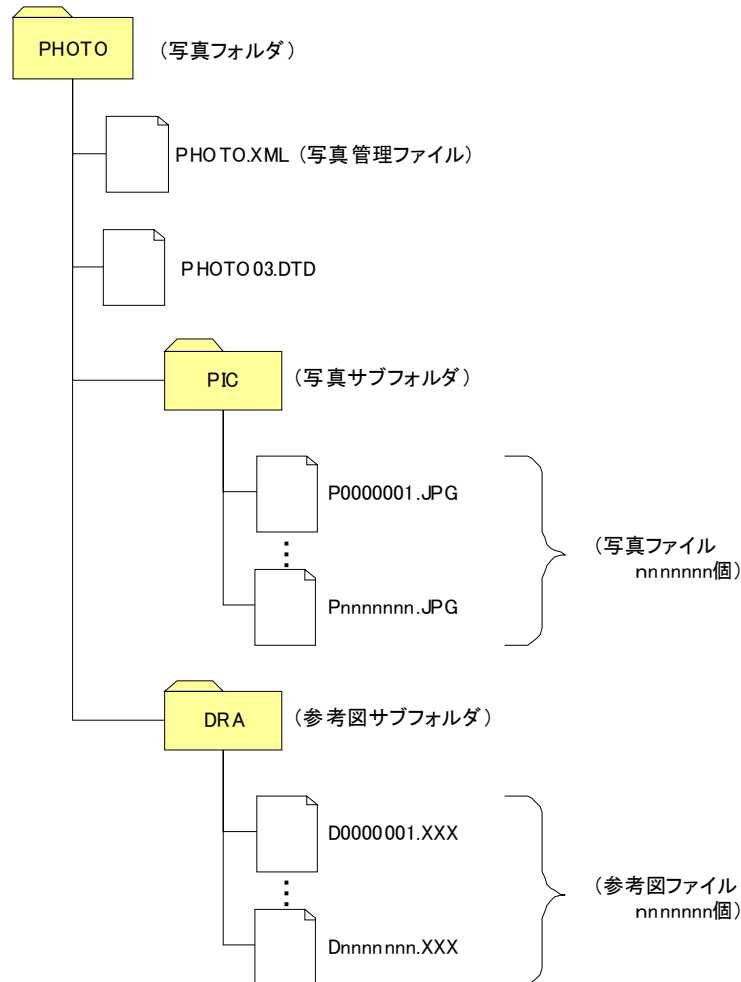 PHOTO （写真フォルダ）
PHOTO.XML（写真管理ファイル）
PHOTO03.DTD
PIC （写真サブフォルダ）
P0000001.JPG
（写真ファイル
nnnnnnn個）
Pnnnnnnn.JPG
DRA （参考図サブフォルダ）
D0000001.XXX
（参考図ファイル
nnnnnnn個）
Dnnnnnnn.XXX